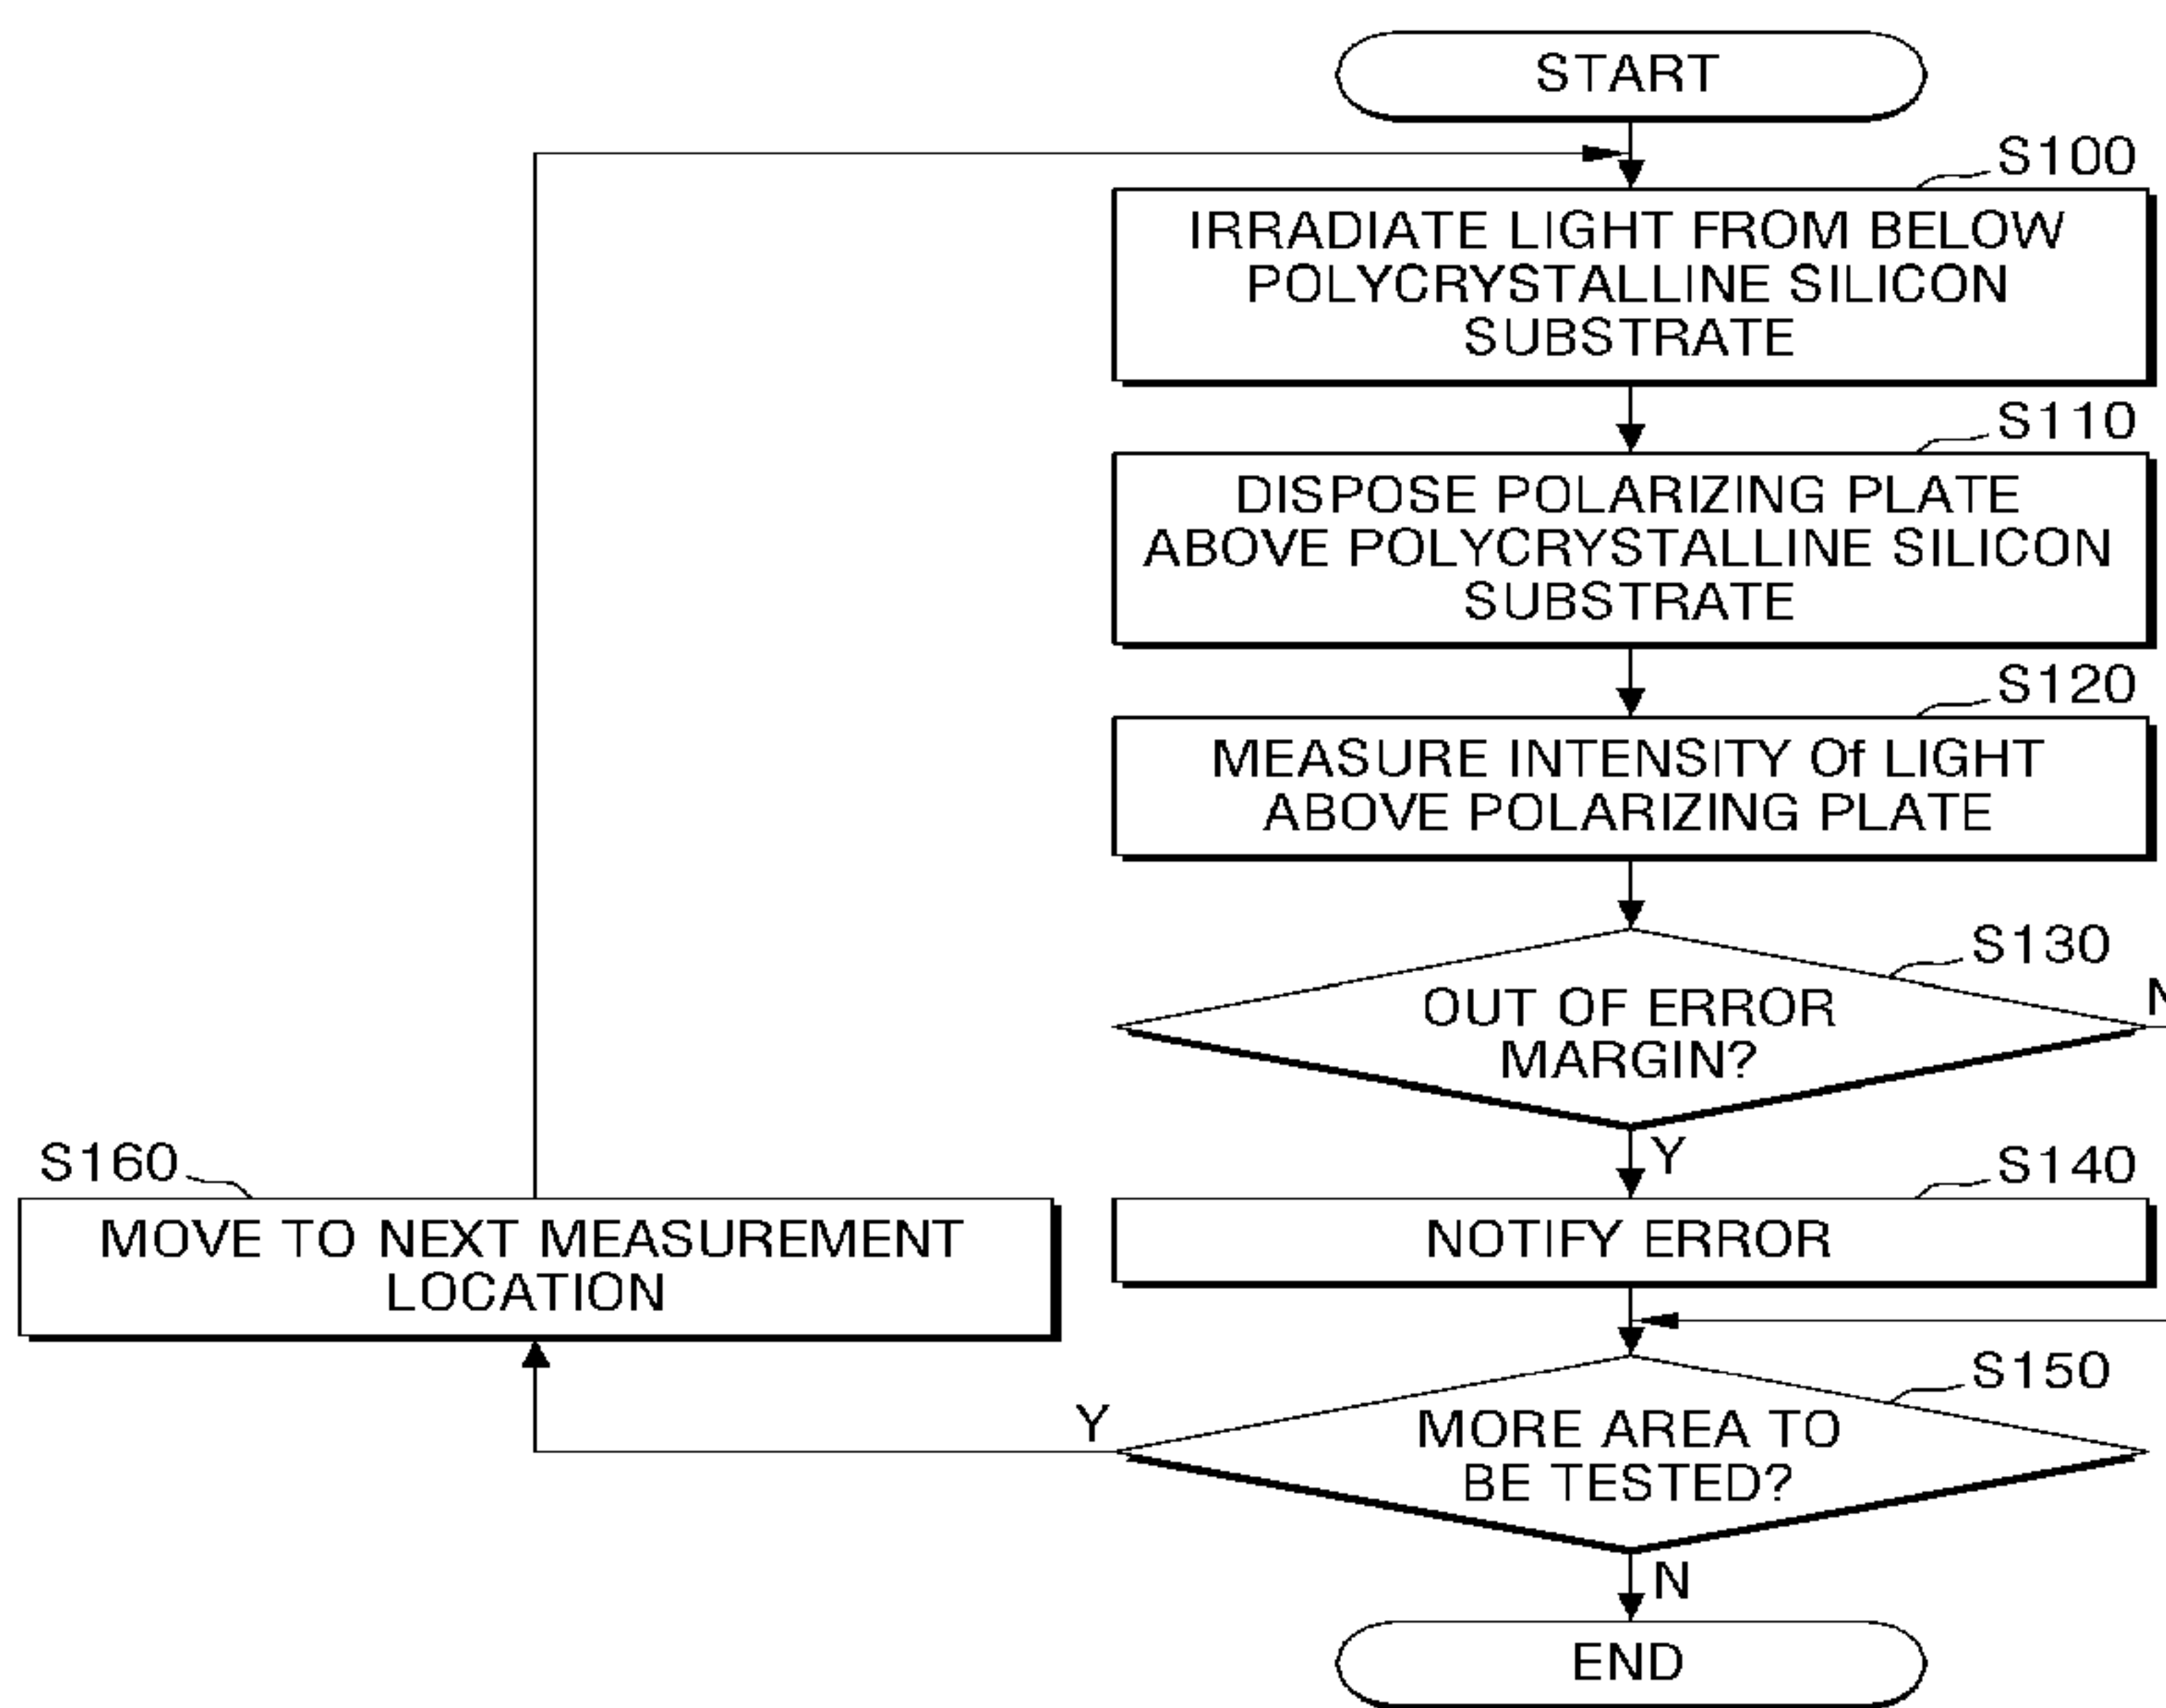 START
S100
IRRADIATE LIGHT FROM BELOW
POLYCRYSTALLINE SILICON
SUBSTRATE
S110
DISPOSE POLARIZING PLATE
ABOVE POLYCRYSTALLINE SILICON
SUBSTRATE
S120
MEASURE INTENSITY Of LIGHT
ABOVE POLARIZING PLATE
S130
OUT OF ERROR
MARGIN?
N
Y
S140
NOTIFY ERROR
S160
MOVE TO NEXT MEASUREMENT
LOCATION
S150
MORE AREA TO
BE TESTED?
Y
N
END